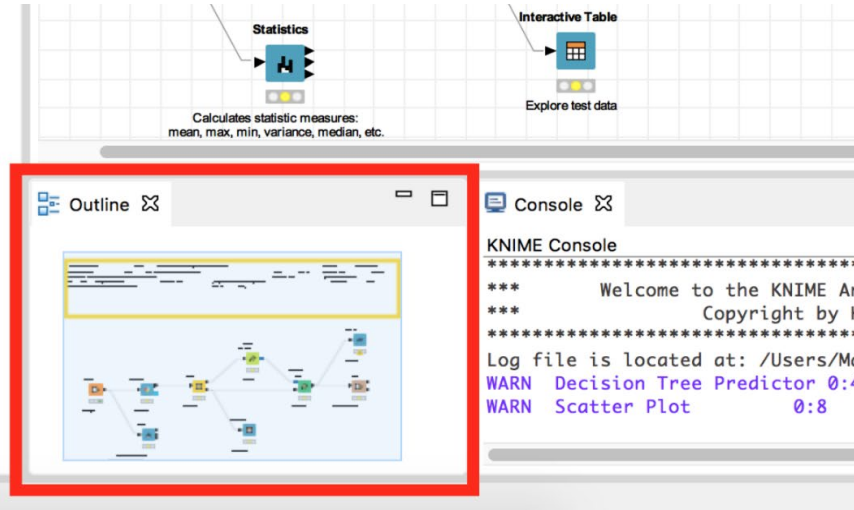 Statistics
Calculates statistic measures:
mean, max, min, variance, median, etc.
Interactive Table
Explore test data
Outline
Console
KNIME Console
**********************************
*** Welcome to the KNIME
*** Copyright by
**********************************
Log file is located at:
WARN Decision Tree Predictor
WARN Scatter Plot 0:8